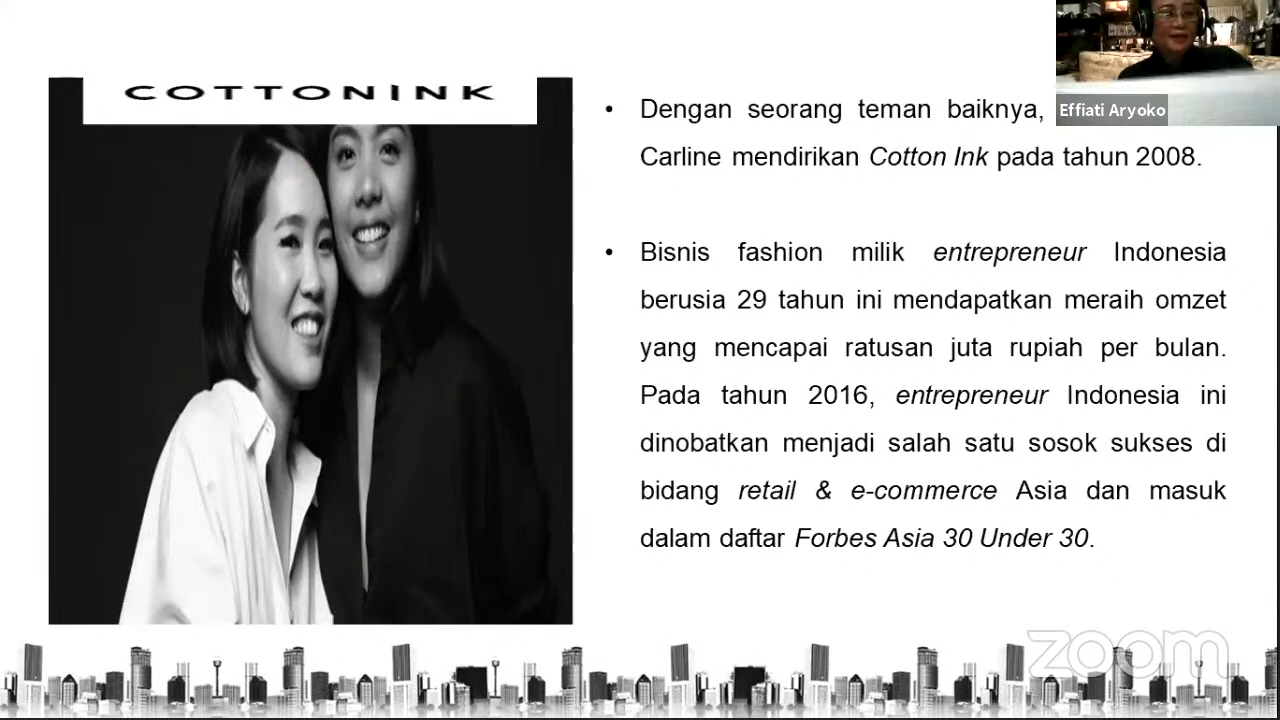 COTTONINK
Effiati Aryoko
• Dengan seorang teman baiknya,
Carline mendirikan Cotton Ink pada tahun 2008.
• Bisnis fashion milik entrepreneur Indonesia
berusia 29 tahun ini mendapatkan meraih omzet
yang mencapai ratusan juta rupiah per bulan.
Pada tahun 2016, entrepreneur Indonesia ini
dinobatkan menjadi salah satu sosok sukses di
bidang retail & e-commerce Asia dan masuk
dalam daftar Forbes Asia 30 Under 30.
zoom